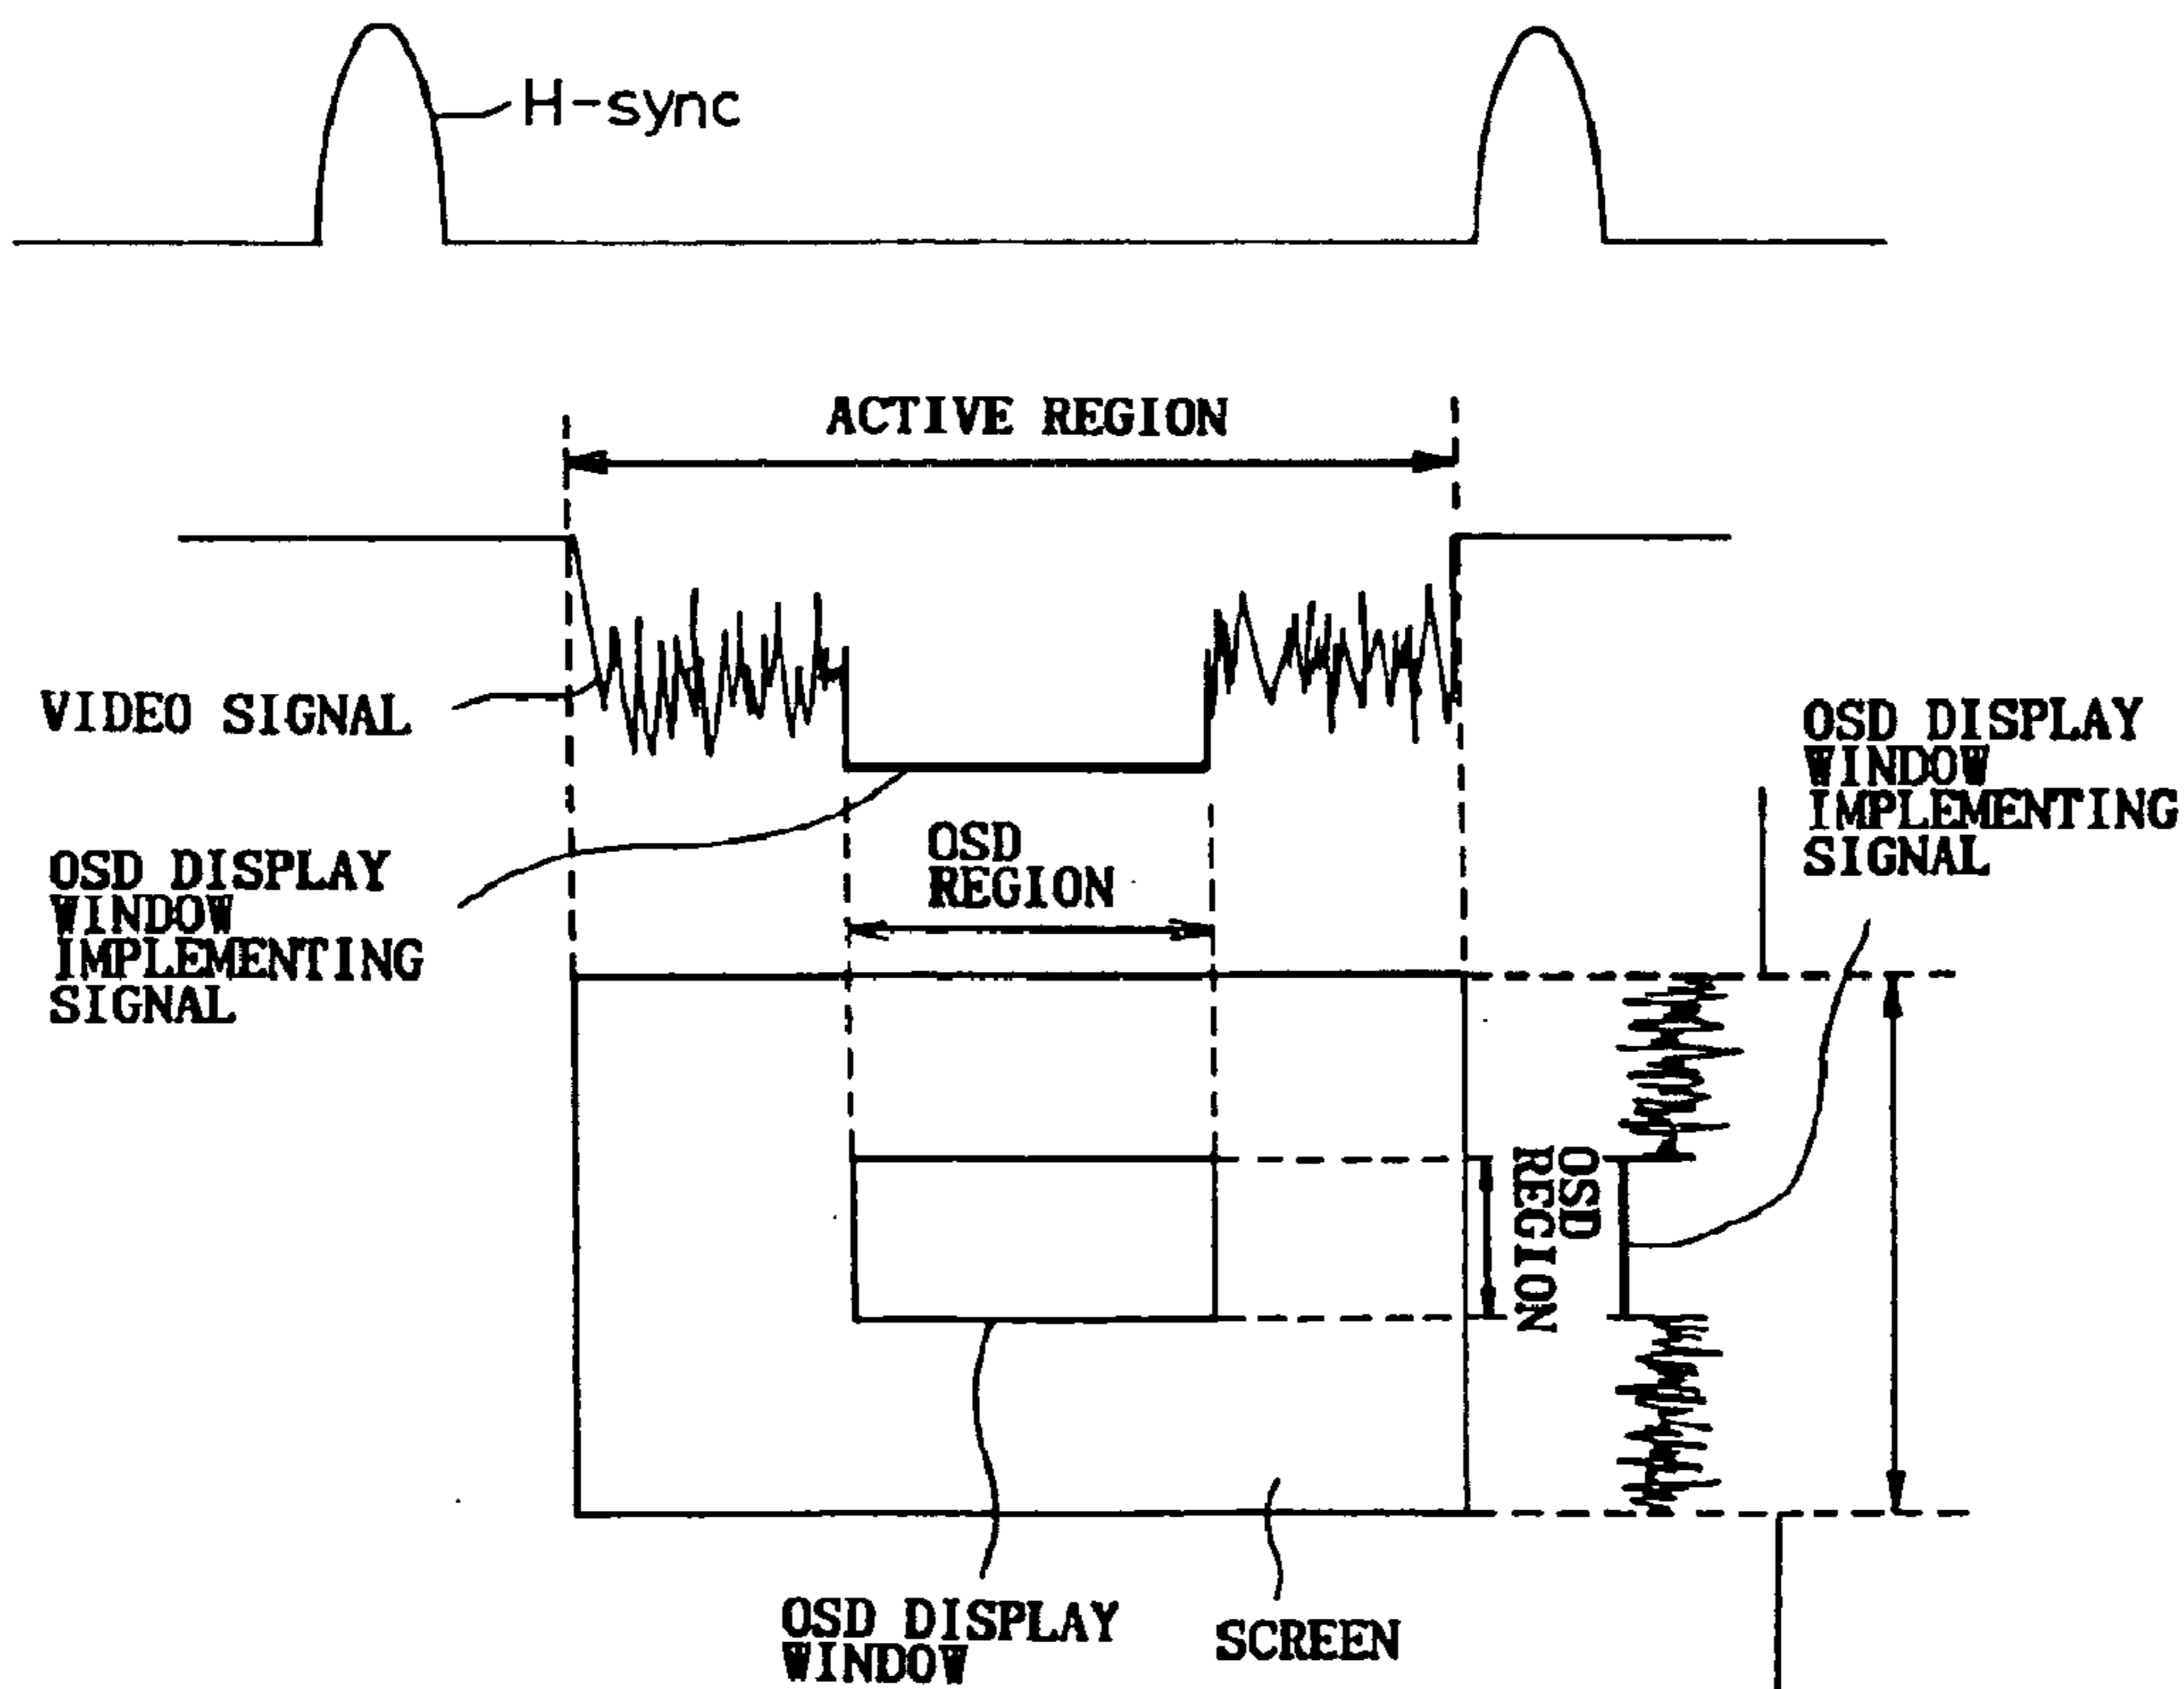 H-sync
ACTIVE REGION
VIDEO SIGNAL
OSD DISPLAY
WINDOW
IMPLEMENTING
SIGNAL
OSD DISPLAY
WINDOW
IMPLEMENTING
SIGNAL
OSD
REGION
OSD
REGION
OSD DISPLAY
WINDOW
SCREEN